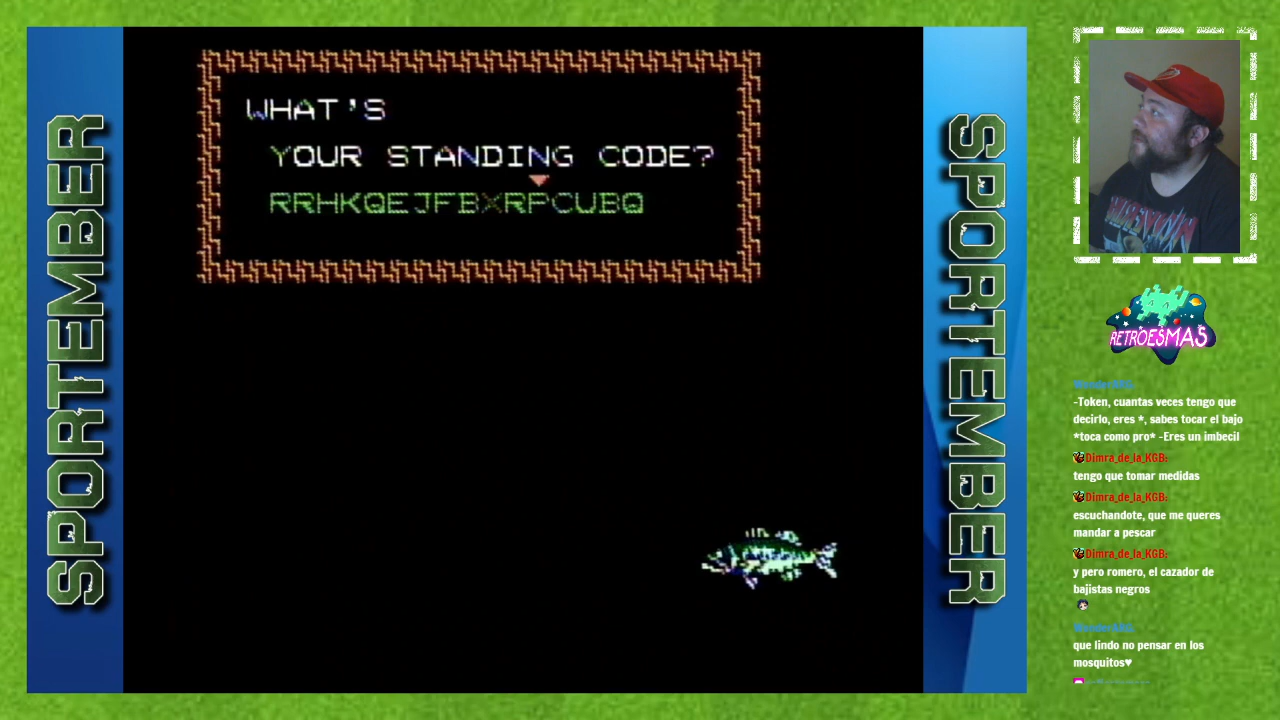 SPORTEMBER
WHAT'S
YOUR STANDING CODE?
RRHKQEJFBXRPCUBQ
SPORTEMBER
RETROESMAS
-Token, cuantas veces tengo que
decirlo, eres *, sabes tocar el bajo
*toca como pro* -Eres un imbecil
Dimra_de_la_KGB:
tengo que tomar medidas
Dimra_de_la_KGB:
escuchandote, que me queres
mandar a pescar
Dimra_de_la_KGB:
y pero romero, el cazador de
bajistas negros
que lindo no pensar en los
mosquitos♥